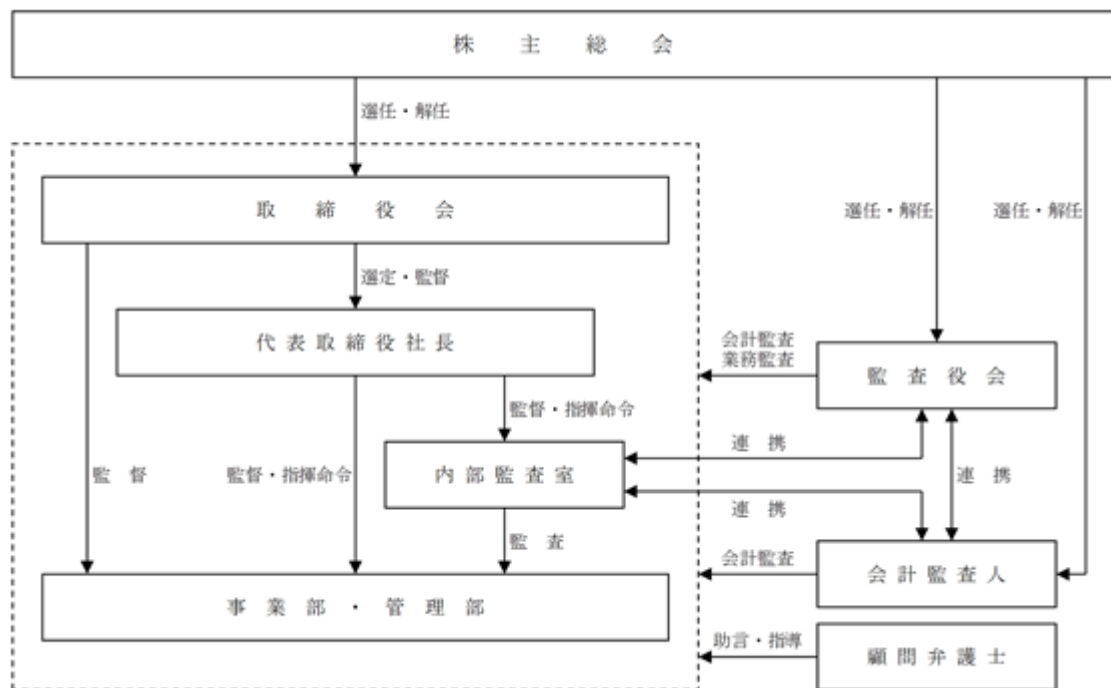 株主総会
選任・解任
取締役会
選任・解任
選任・解任
選定・監督
代表取締役社長
会計監査
業務監査
監査役会
監督・指揮命令
連携
内部監査室
監督
監督・指揮命令
連携
連携
監査
会計監査
会計監査人
事業部・管理部
助言・指導
顧問弁護士